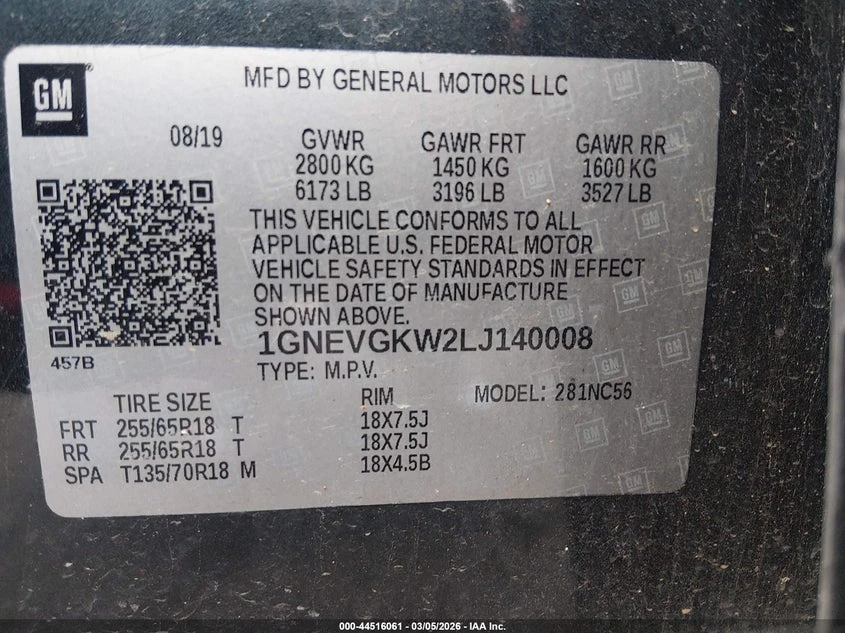 GM
MFD BY GENERAL MOTORS LLC
08/19 GVWR GAWR FRT GAWR RR
2800 KG 1450 KG 1600 KG
6173 LB 3196 LB 3527 LB
THIS VEHICLE CONFORMS TO ALL
APPLICABLE U.S. FEDERAL MOTOR
VEHICLE SAFETY STANDARDS IN EFFECT
ON THE DATE OF MANUFACTURE
SHOWN ABOVE.
1GNEVGKW2LJ140008
457B
TYPE: M.P.V. MODEL: 281NC56
TIRE SIZE RIM
FRT 255/65R18 T 18X7.5J
RR 255/65R18 T 18X7.5J
SPA T135/70R18 M 18X4.5B
000-44516061 - 03/05/2026 - IAA Inc.